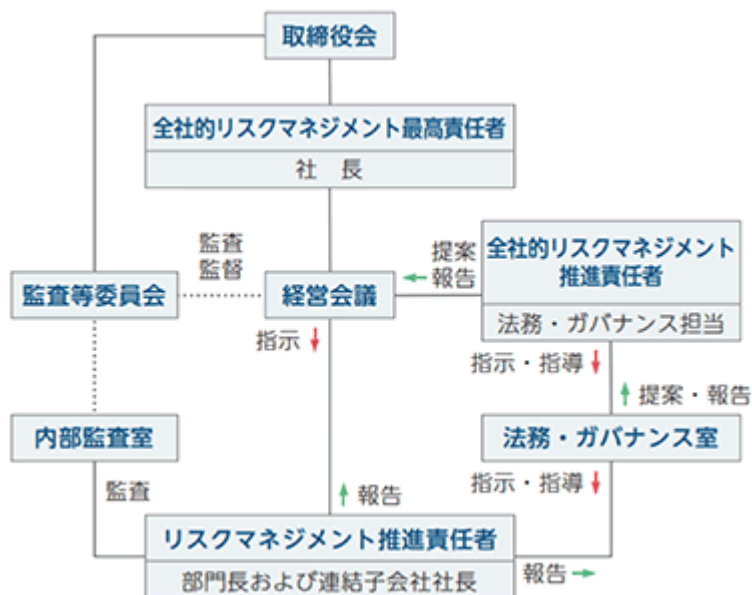 取締役会
全社的リスクマネジメント最高責任者
社　長
監査
監督
提案
報告
全社的リスクマネジメント
推進責任者
法務・ガバナンス担当
監査等委員会
経営会議
指示
指示・指導
提案・報告
内部監査室
法務・ガバナンス室
監査
報告
指示・指導
リスクマネジメント推進責任者
部門長および連結子会社社長
報告